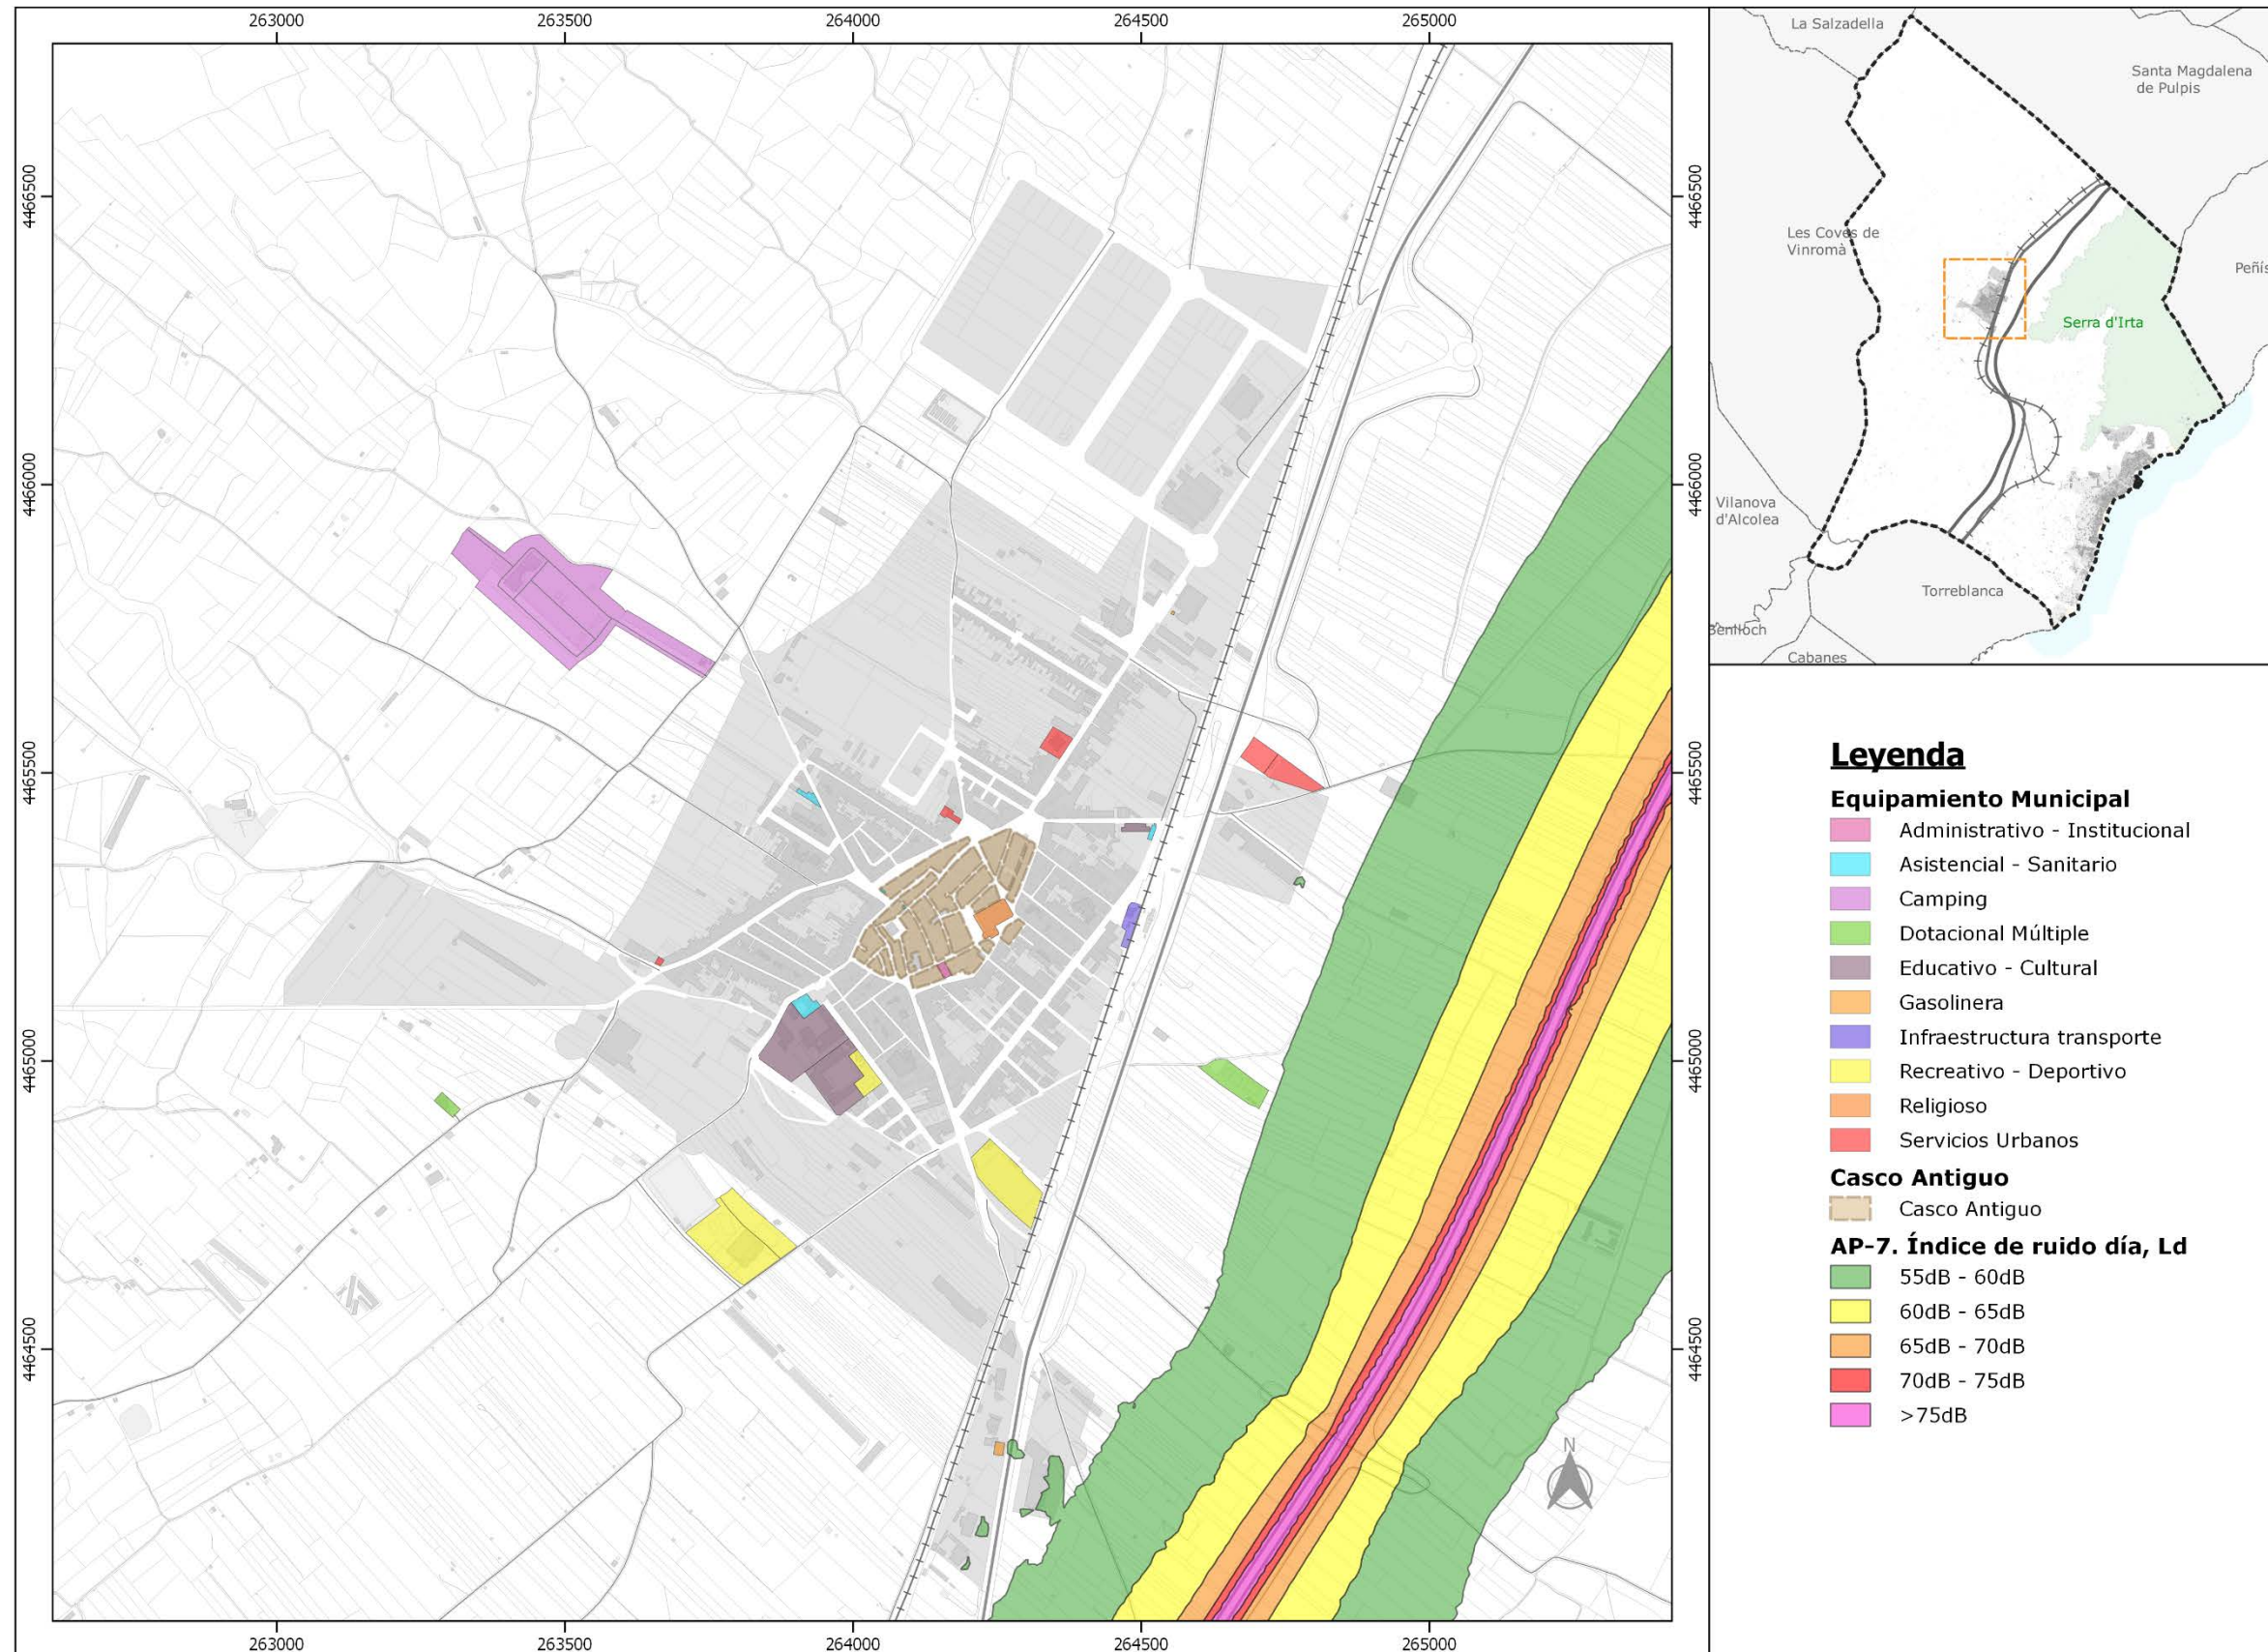 263000
263500
264000
264500
265000
4466500
4466000
4465500
4465000
4464500
4466500
4466000
4465500
4465000
4464500
N
263000
263500
264000
264500
265000
La Salzadella
Santa Magdalena
de Pulpis
Les Coves de
Vinromà
Peñís
Serra d'Irta
Vilanova
d'Alcolea
Torreblanca
Benlloch
Cabanes
Leyenda
Equipamiento Municipal
Administrativo - Institucional
Asistencial - Sanitario
Camping
Dotacional Múltiple
Educativo - Cultural
Gasolinera
Infraestructura transporte
Recreativo - Deportivo
Religioso
Servicios Urbanos
Casco Antiguo
Casco Antiguo
AP-7. Índice de ruido día, Ld
55dB - 60dB
60dB - 65dB
65dB - 70dB
70dB - 75dB
>75dB